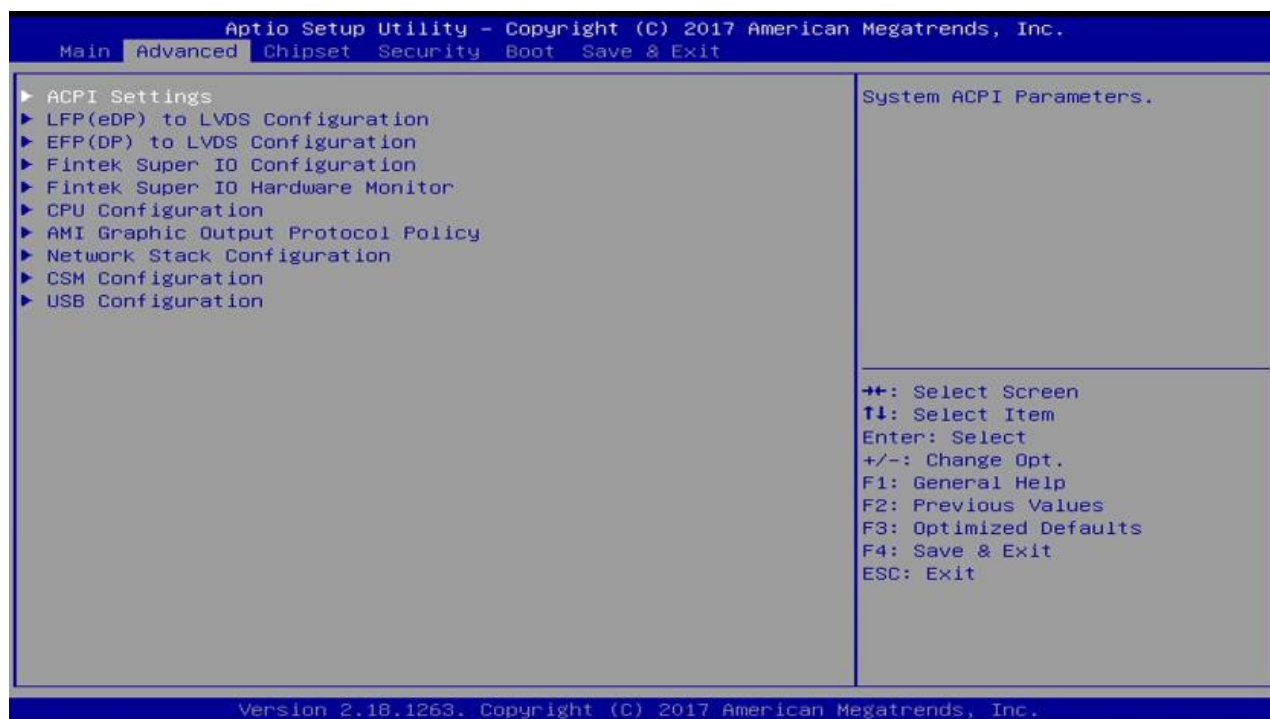 Aptio Setup Utility – Copyright (C) 2017 American Megatrends, Inc.
Main Advanced Chipset Security Boot Save & Exit
▶ ACPI Settings
▶ LFP(eDP) to LVDS Configuration
▶ EFP(DP) to LVDS Configuration
▶ Fintek Super IO Configuration
▶ Fintek Super IO Hardware Monitor
▶ CPU Configuration
▶ AMI Graphic Output Protocol Policy
▶ Network Stack Configuration
▶ CSM Configuration
▶ USB Configuration
System ACPI Parameters.
→←: Select Screen
↑↓: Select Item
Enter: Select
+/-: Change Opt.
F1: General Help
F2: Previous Values
F3: Optimized Defaults
F4: Save & Exit
ESC: Exit
Version 2.18.1263. Copyright (C) 2017 American Megatrends, Inc.